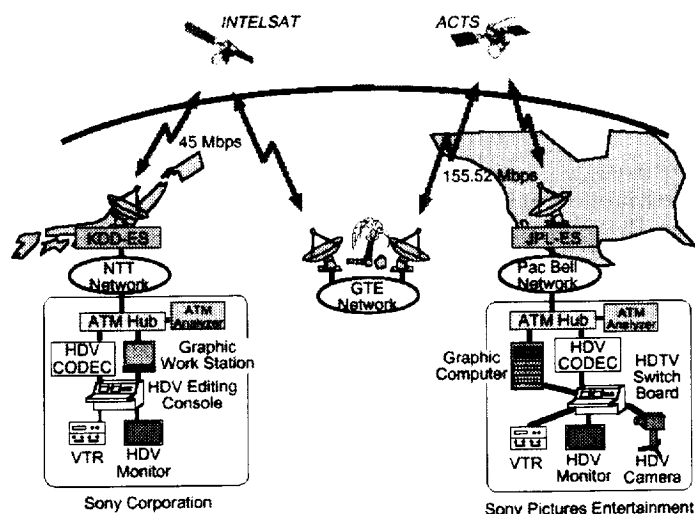 INTELSAT
ACTS
45 Mbps
155.52 Mbps
KDD-ES
JPL-ES
NTT
Network
GTE
Network
Pac Bell
Network
ATM Hub
ATM
Analyzer
HDV
CODEC
Graphic
Work Station
HDV Editing
Console
VTR
HDV
Monitor
Sony Corporation
ATM Hub
ATM
Analyzer
Graphic
Computer
HDV
CODEC
HDTV
Switch
Board
VTR
HDV
Monitor
HDV
Camera
Sony Pictures Entertainment